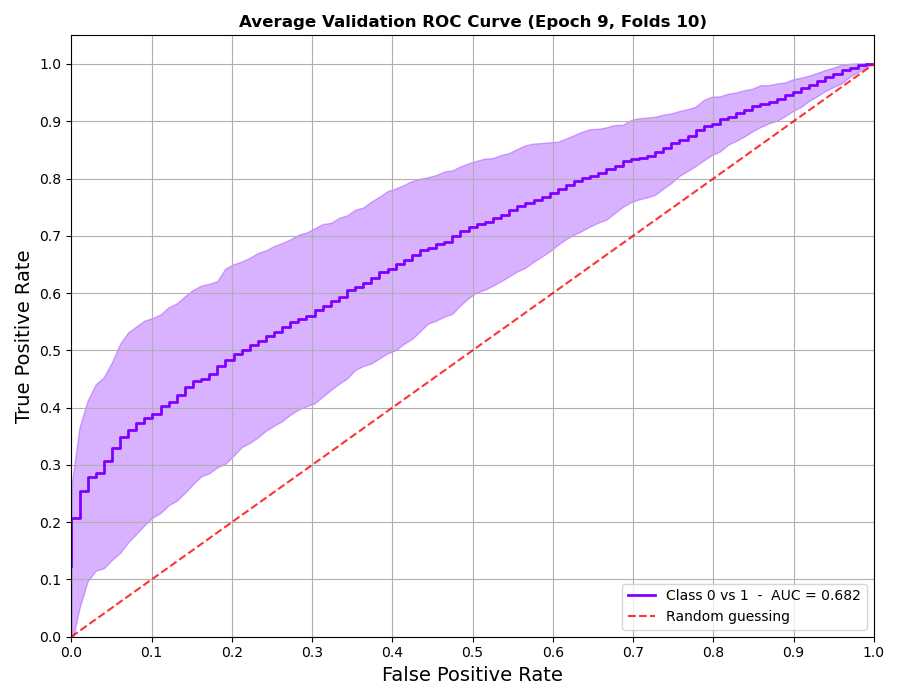 Average Validation ROC Curve (Epoch 9, Folds 10)
1.0
0.9
0.8
0.7
0.6
0.5
0.4
0.3
0.2
0.1
0.0
True Positive Rate
Class 0 vs 1 - AUC = 0.682
Random guessing
0.0 0.1 0.2 0.3 0.4 0.5 0.6 0.7 0.8 0.9 1.0
False Positive Rate